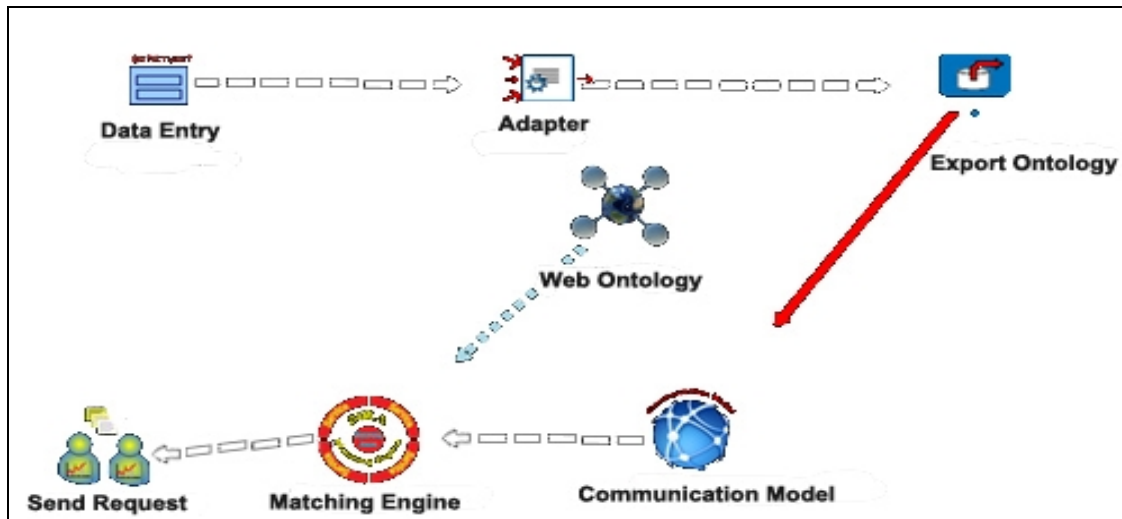 Data Entry
Adapter
Export Ontology
Web Ontology
Send Request
Matching Engine
Communication Model